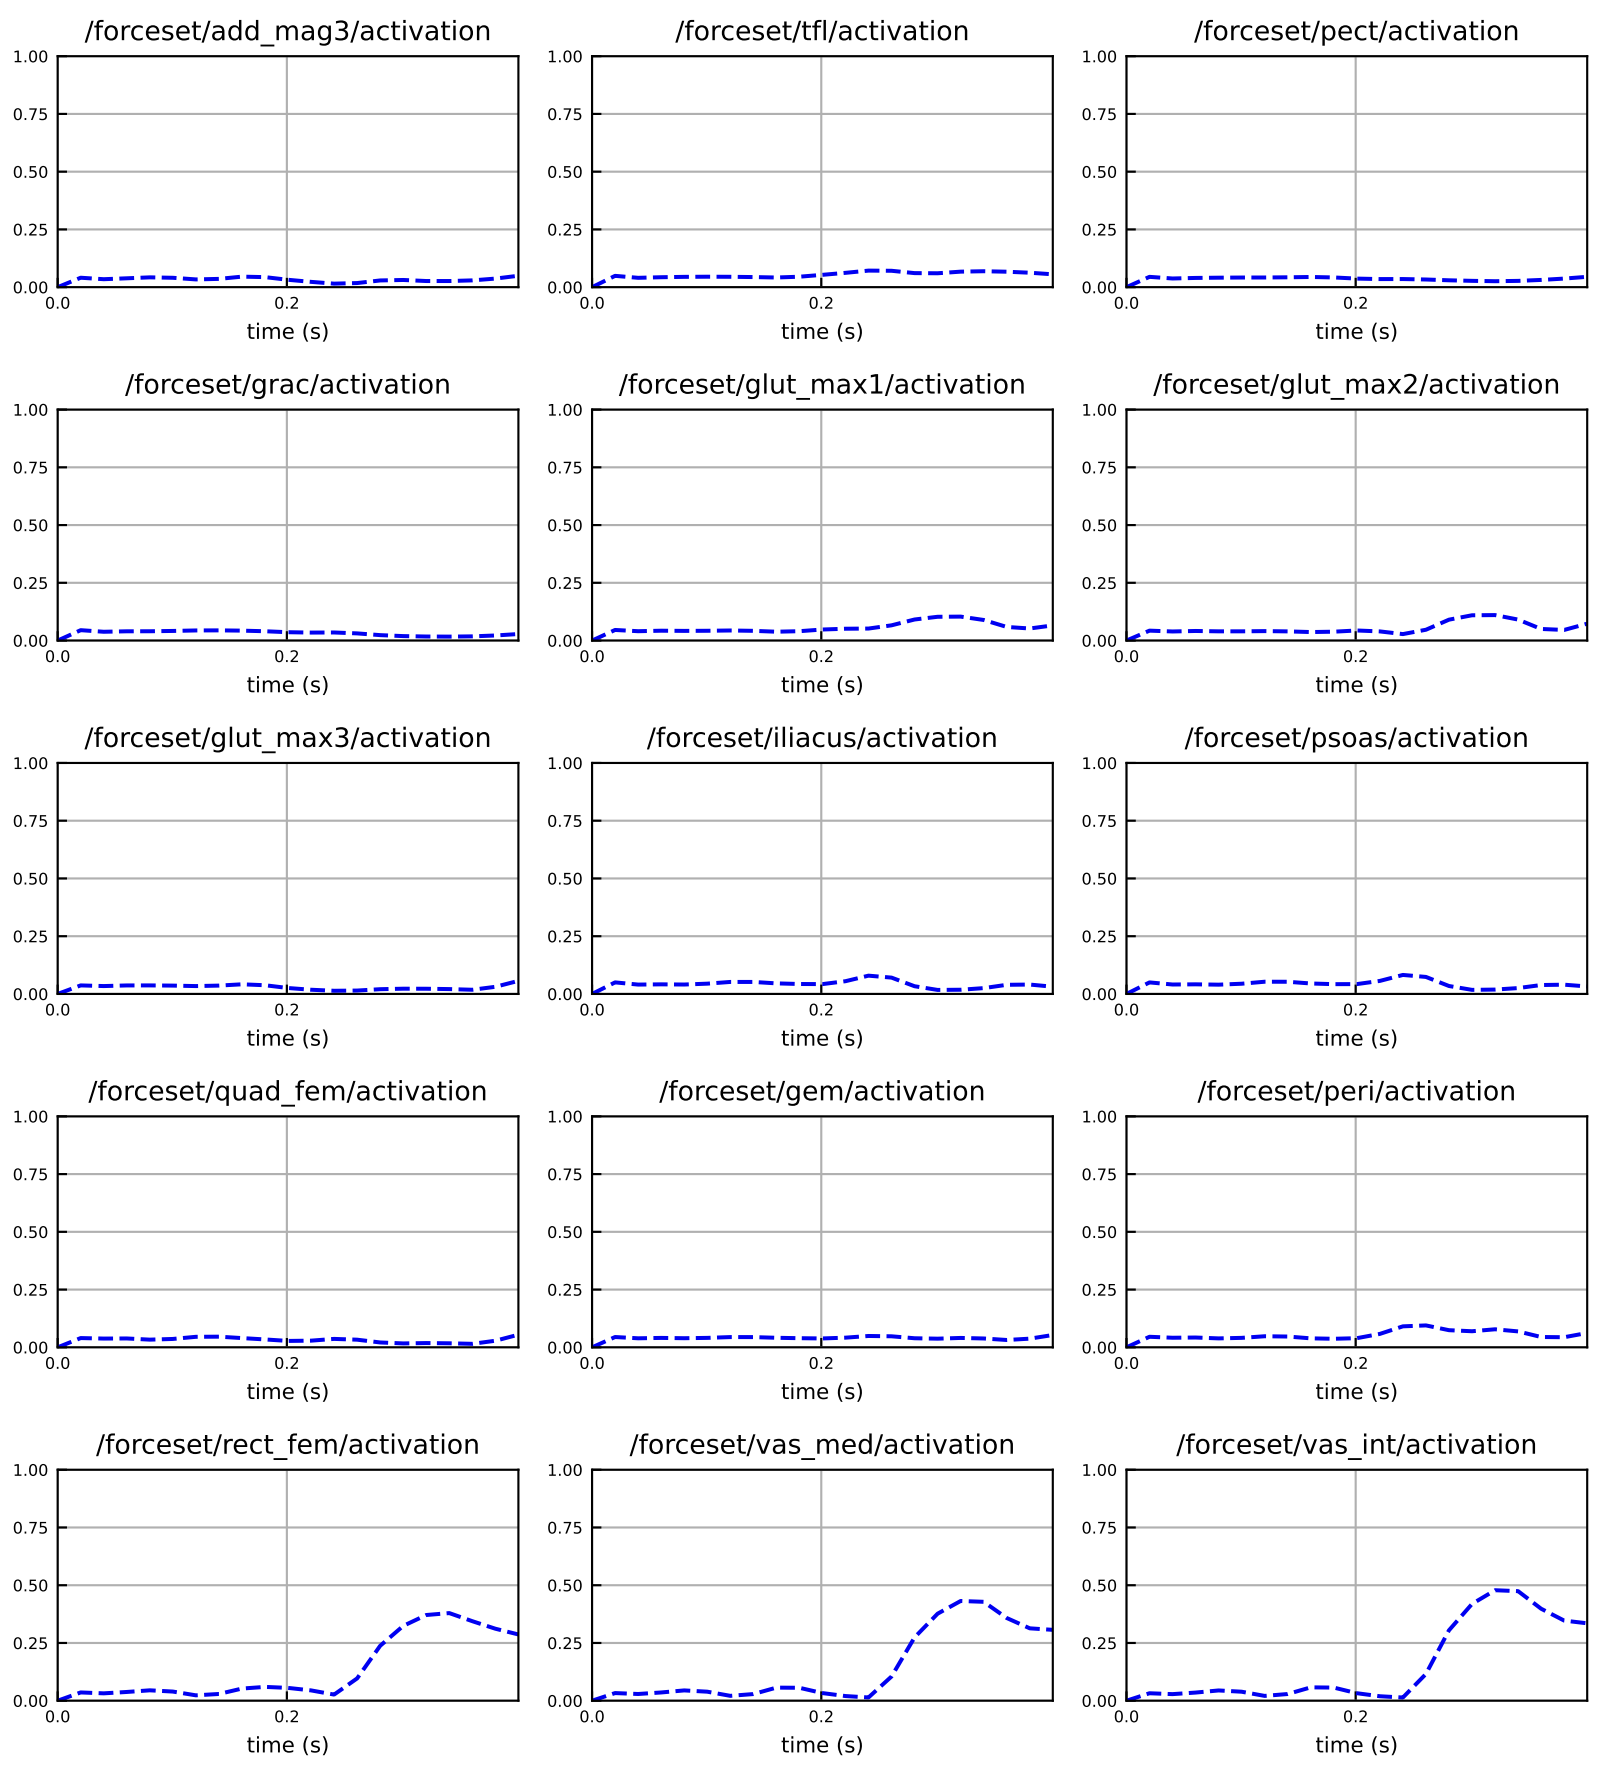 /forceset/add_mag3/activation /forceset/tfl/activation /forceset/pect/activation
1.00 1.00 1.00
0.75 0.75 0.75
0.50 0.50 0.50
0.25 0.25 0.25
0.00 0.00 0.00
0.0 0.2 0.0 0.2 0.0 0.2
time (s) time (s) time (s)
/forceset/grac/activation /forceset/glut_max1/activation /forceset/glut_max2/activation
1.00 1.00 1.00
0.75 0.75 0.75
0.50 0.50 0.50
0.25 0.25 0.25
0.00 0.00 0.00
0.0 0.2 0.0 0.2 0.0 0.2
time (s) time (s) time (s)
/forceset/glut_max3/activation /forceset/iliacus/activation /forceset/psoas/activation
1.00 1.00 1.00
0.75 0.75 0.75
0.50 0.50 0.50
0.25 0.25 0.25
0.00 0.00 0.00
0.0 0.2 0.0 0.2 0.0 0.2
time (s) time (s) time (s)
/forceset/quad_fem/activation /forceset/gem/activation /forceset/peri/activation
1.00 1.00 1.00
0.75 0.75 0.75
0.50 0.50 0.50
0.25 0.25 0.25
0.00 0.00 0.00
0.0 0.2 0.0 0.2 0.0 0.2
time (s) time (s) time (s)
/forceset/rect_fem/activation /forceset/vas_med/activation /forceset/vas_int/activation
1.00 1.00 1.00
0.75 0.75 0.75
0.50 0.50 0.50
0.25 0.25 0.25
0.00 0.00 0.00
0.0 0.2 0.0 0.2 0.0 0.2
time (s) time (s) time (s)